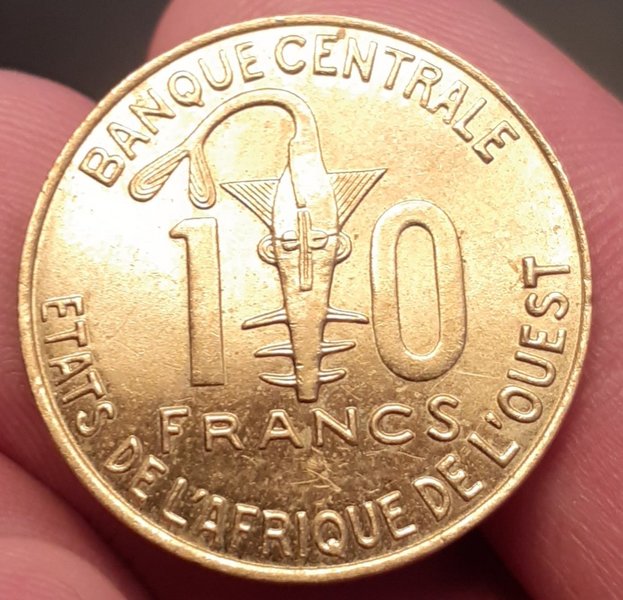 BANQUE CENTRALE
10
FRANCS
ETATS DE L'AFRIQUE DE L'OUEST